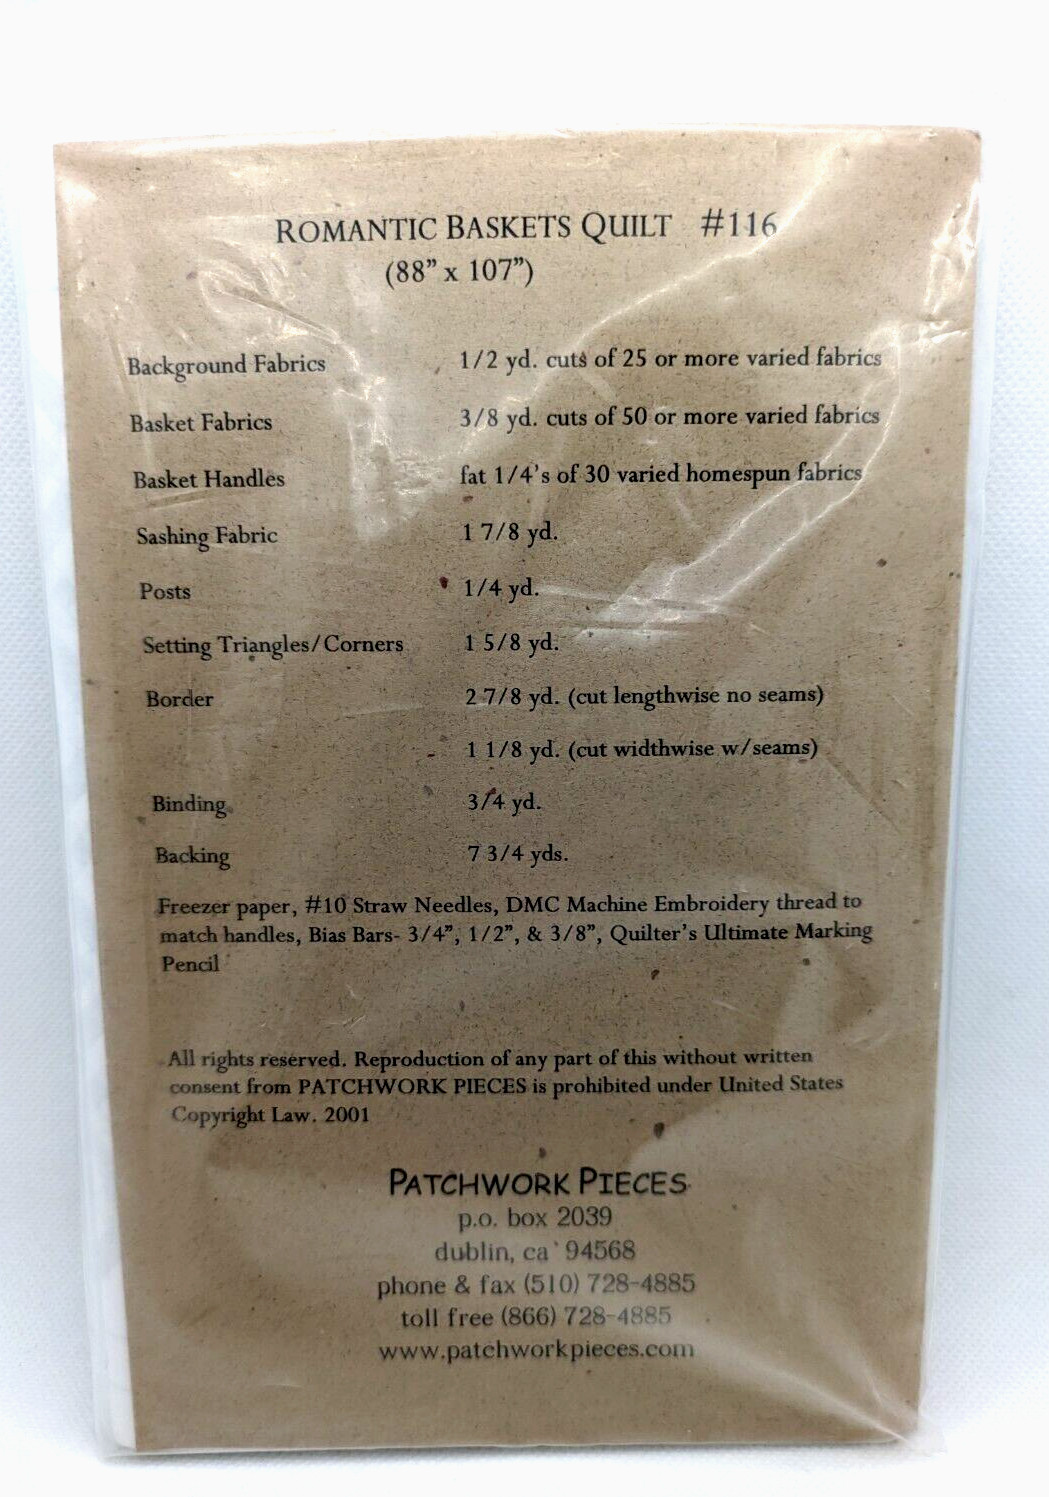 ROMANTIC BASKETS QUILT #116
(88” x 107”)
Background Fabrics 1/2 yd. cuts of 25 or more varied fabrics
Basket Fabrics 3/8 yd. cuts of 50 or more varied fabrics
Basket Handles fat 1/4's of 30 varied homespun fabrics
Sashing Fabric 1 7/8 yd.
Posts 1/4 yd.
Setting Triangles/Corners 1 5/8 yd.
Border 2 7/8 yd. (cut lengthwise no seams)
1 1/8 yd. (cut widthwise w/seams)
Binding 3/4 yd.
Backing 7 3/4 yds.
Freezer paper, #10 Straw Needles, DMC Machine Embroidery thread to
match handles, Bias Bars- 3/4”, 1/2”, & 3/8”, Quilter's Ultimate Marking
Pencil
All rights reserved. Reproduction of any part of this without written
consent from PATCHWORK PIECES is prohibited under United States
Copyright Law. 2001
PATCHWORK PIECES
p.o. box 2039
dublin, ca 94568
phone & fax (510) 728-4885
toll free (866) 728-4885
www.patchworkpieces.com